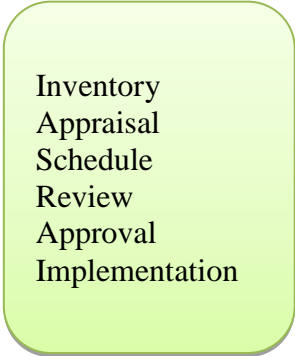 Inventory
Appraisal
Schedule
Review
Approval
Implementation